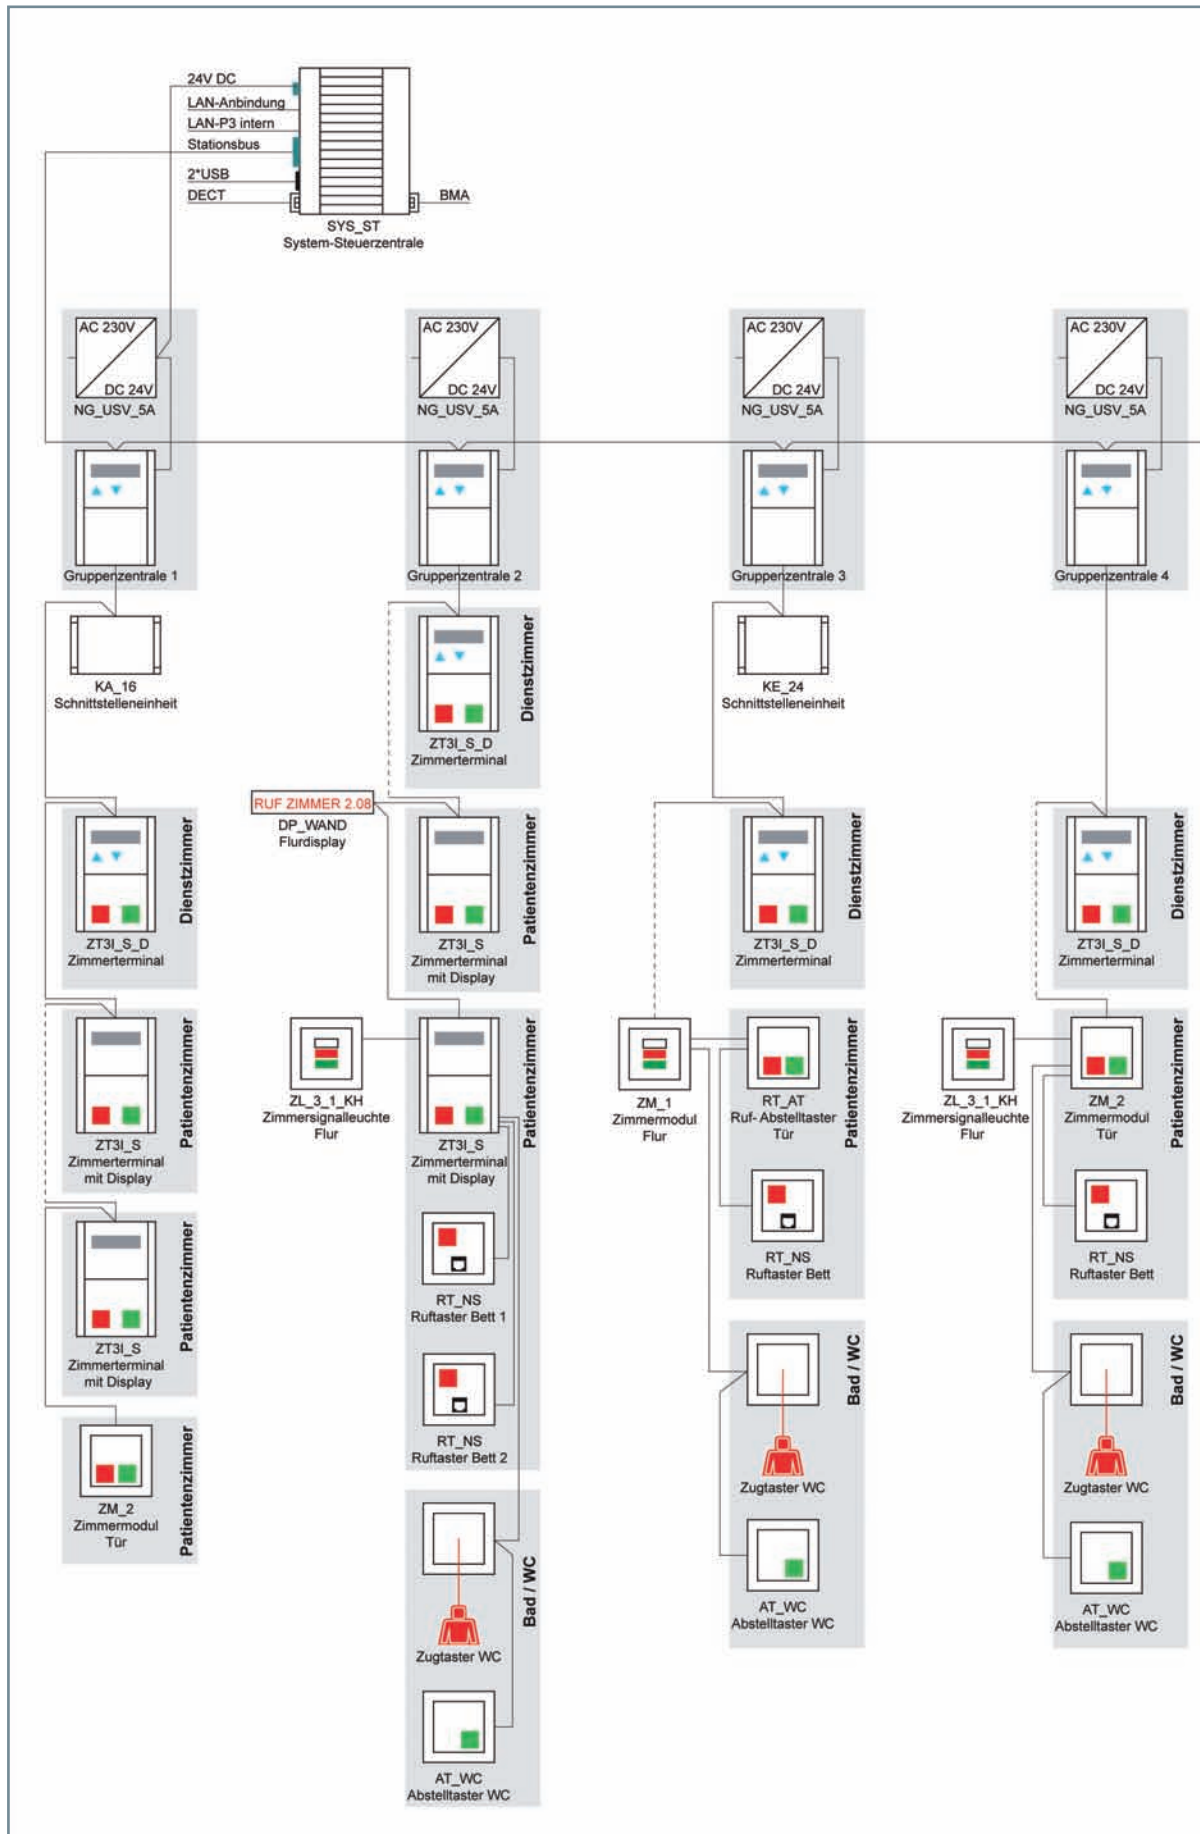 24V DC
LAN-Anbindung
LAN-P3 intern
Stationsbus
2*USB
DECT
BMA
SYS_ST
System-Steuerzentrale
AC 230V
DC 24V
NG_USV_5A
Gruppenzentrale 1
KA_16
Schnittstelleneinheit
ZT3I_S_D
Zimmerterminal
Dienstzimmer
ZT3I_S
Zimmerterminal
mit Display
Patientenzimmer
ZT3I_S
Zimmerterminal
mit Display
Patientenzimmer
ZM_2
Zimmermodul
Tür
Patientenzimmer
AC 230V
DC 24V
NG_USV_5A
Gruppenzentrale 2
ZT3I_S_D
Zimmerterminal
Dienstzimmer
RUF ZIMMER 2.08
DP_WAND
Flurdisplay
ZT3I_S
Zimmerterminal
mit Display
Patientenzimmer
ZL_3_1_KH
Zimmersignalleuchte
Flur
ZT3I_S
Zimmerterminal
mit Display
Patientenzimmer
RT_NS
Ruftaster Bett 1
RT_NS
Ruftaster Bett 2
Zugtaster WC
Bad / WC
AT_WC
Abstelltaster WC
AC 230V
DC 24V
NG_USV_5A
Gruppenzentrale 3
KE_24
Schnittstelleneinheit
ZT3I_S_D
Zimmerterminal
Dienstzimmer
ZM_1
Zimmermodul
Flur
RT_AT
Ruf- Abstelltaster
Tür
Patientenzimmer
RT_NS
Ruftaster Bett
Zugtaster WC
Bad / WC
AT_WC
Abstelltaster WC
AC 230V
DC 24V
NG_USV_5A
Gruppenzentrale 4
ZT3I_S_D
Zimmerterminal
Dienstzimmer
ZL_3_1_KH
Zimmersignalleuchte
Flur
ZM_2
Zimmermodul
Tür
Patientenzimmer
RT_NS
Ruftaster Bett
Zugtaster WC
Bad / WC
AT_WC
Abstelltaster WC